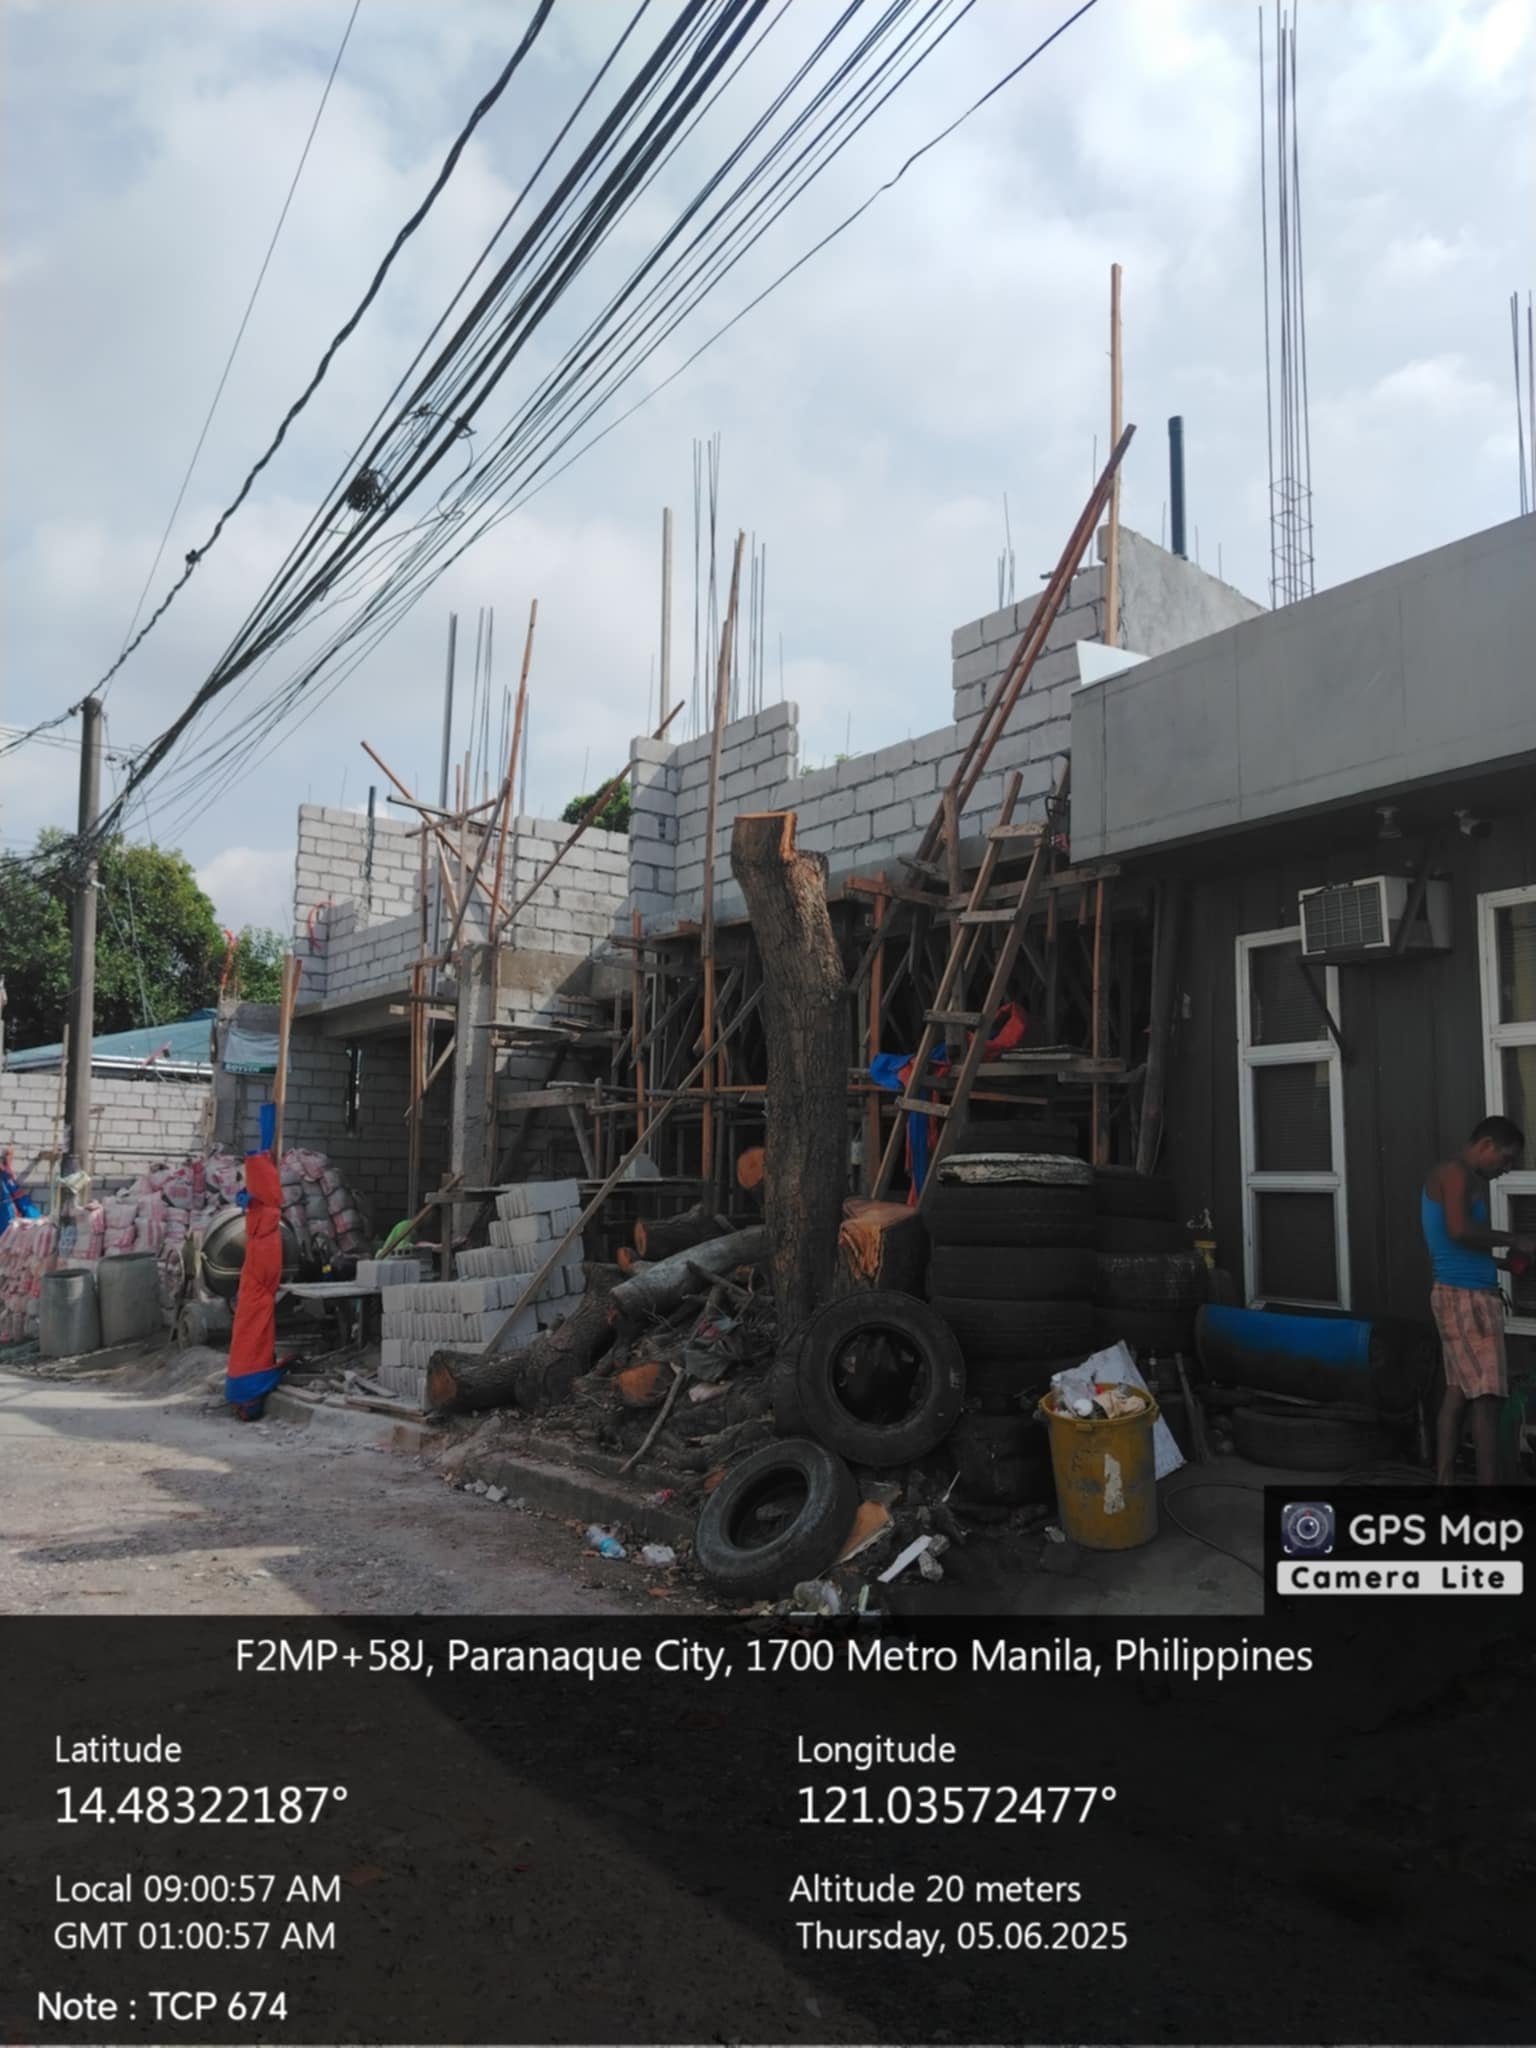 GPS Map
Camera Lite
F2MP+58J, Paranaque City, 1700 Metro Manila, Philippines
Latitude
14.48322187°
Longitude
121.03572477°
Local 09:00:57 AM
GMT 01:00:57 AM
Altitude 20 meters
Thursday, 05.06.2025
Note : TCP 674